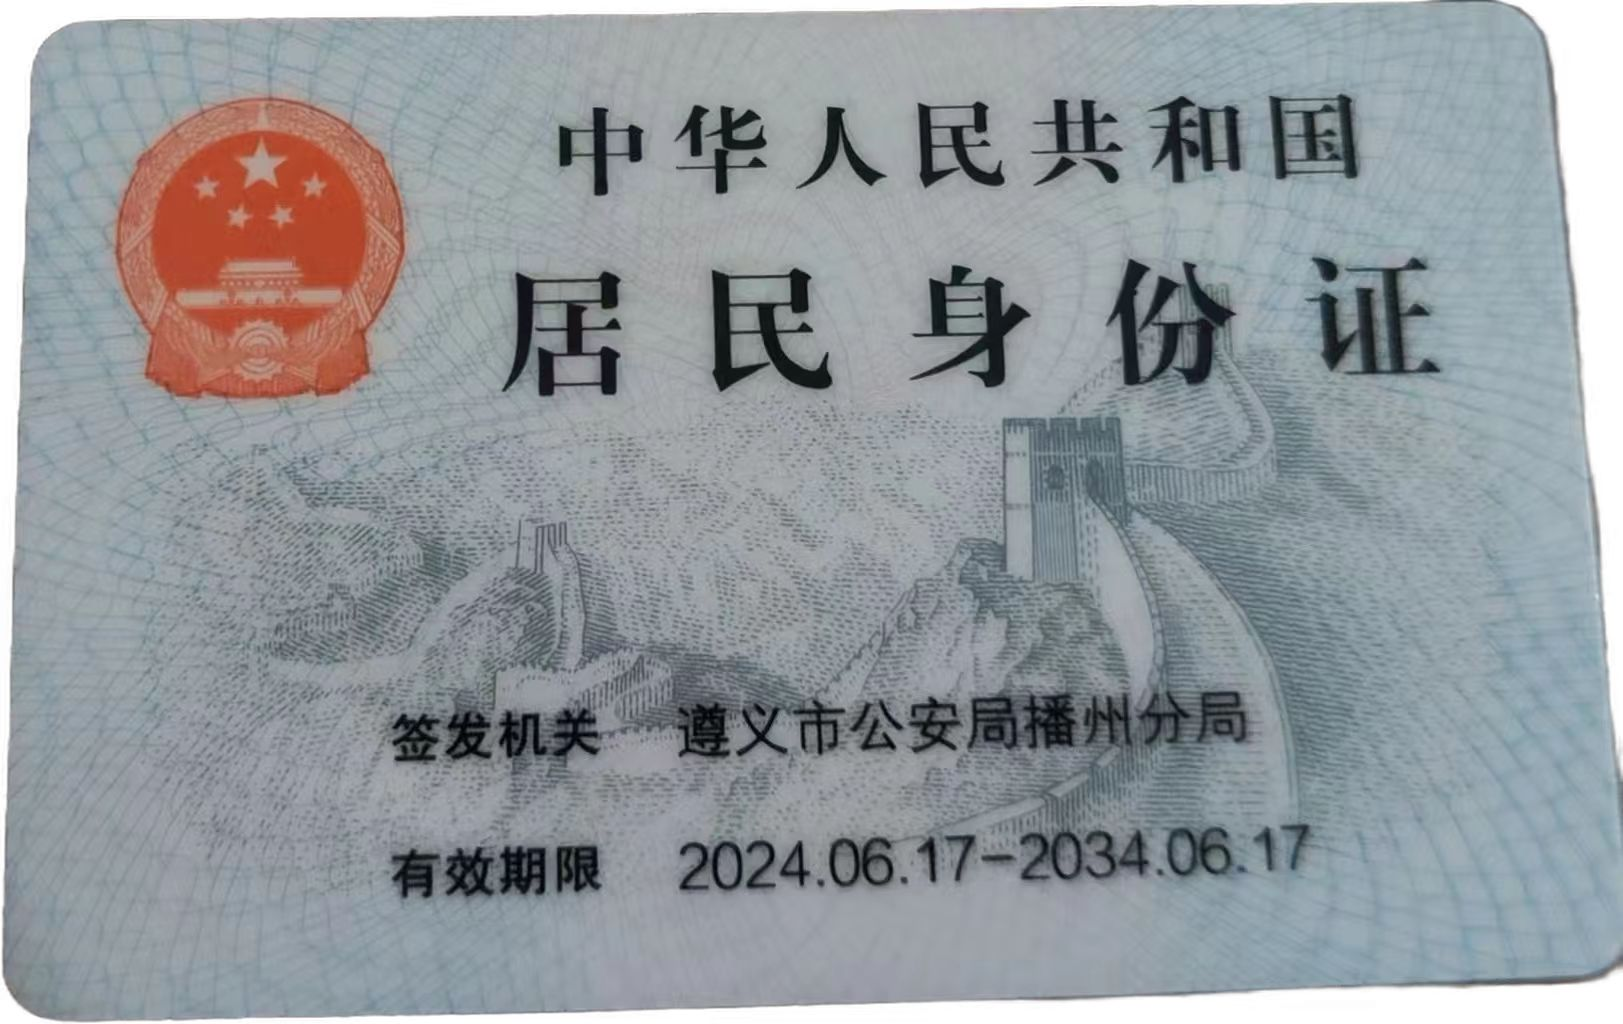 中华人民共和国
居民身份证
签发机关 遵义市公安局播州分局
有效期限 2024.06.17-2034.06.17